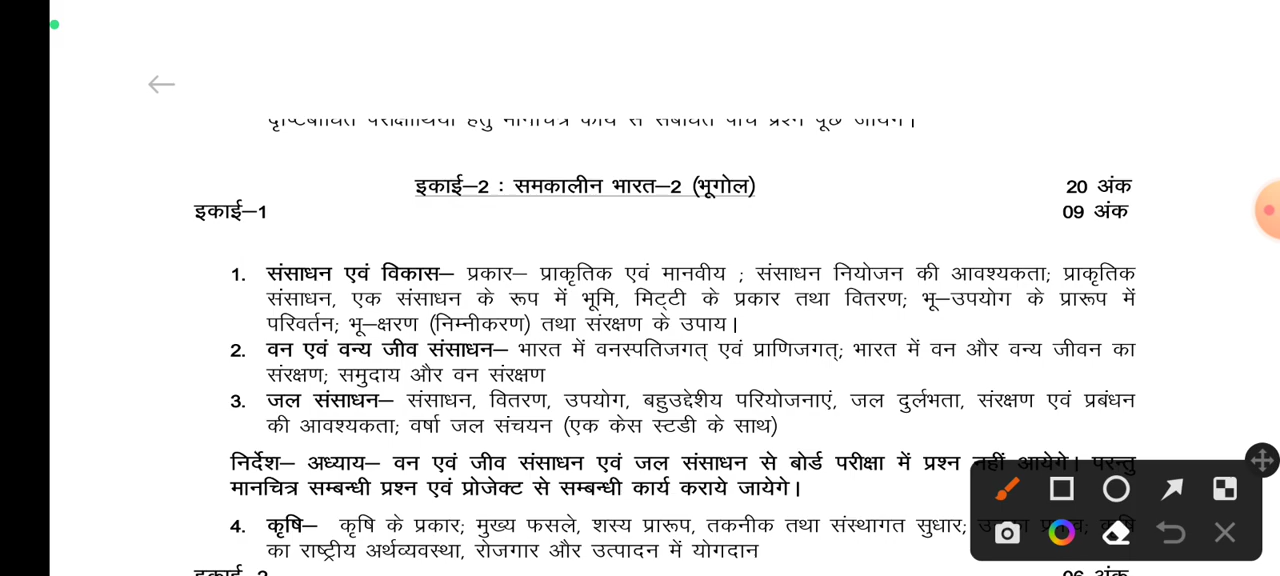 दृष्टिबाधित परीक्षार्थियों हेतु मानचित्र कार्य से संबंधित पाँच प्रश्न पूछे जायेंगे।
इकाई–2 : समकालीन भारत–2 (भूगोल) 20 अंक
इकाई–1 09 अंक
1. संसाधन एवं विकास– प्रकार– प्राकृतिक एवं मानवीय ; संसाधन नियोजन की आवश्यकता; प्राकृतिक
संसाधन, एक संसाधन के रूप में भूमि, मिट्टी के प्रकार तथा वितरण; भू–उपयोग के प्रारूप में
परिवर्तन; भू–क्षरण (निम्नीकरण) तथा संरक्षण के उपाय।
2. वन एवं वन्य जीव संसाधन– भारत में वनस्पतिजगत् एवं प्राणिजगत्; भारत में वन और वन्य जीवन का
संरक्षण; समुदाय और वन संरक्षण
3. जल संसाधन– संसाधन, वितरण, उपयोग, बहुउद्देशीय परियोजनाएं, जल दुर्लभता, संरक्षण एवं प्रबंधन
की आवश्यकता; वर्षा जल संचयन (एक केस स्टडी के साथ)
निर्देश– अध्याय– वन एवं जीव संसाधन एवं जल संसाधन से बोर्ड परीक्षा में प्रश्न नहीं आयेगे। परन्तु
मानचित्र सम्बन्धी प्रश्न एवं प्रोजेक्ट से सम्बन्धी कार्य कराये जायेगे।
4. कृषि– कृषि के प्रकार; मुख्य फसले, शस्य प्रारूप, तकनीक तथा संस्थागत सुधार; कृषि
का राष्ट्रीय अर्थव्यवस्था, रोजगार और उत्पादन में योगदान
इकाई–2 06 अंक